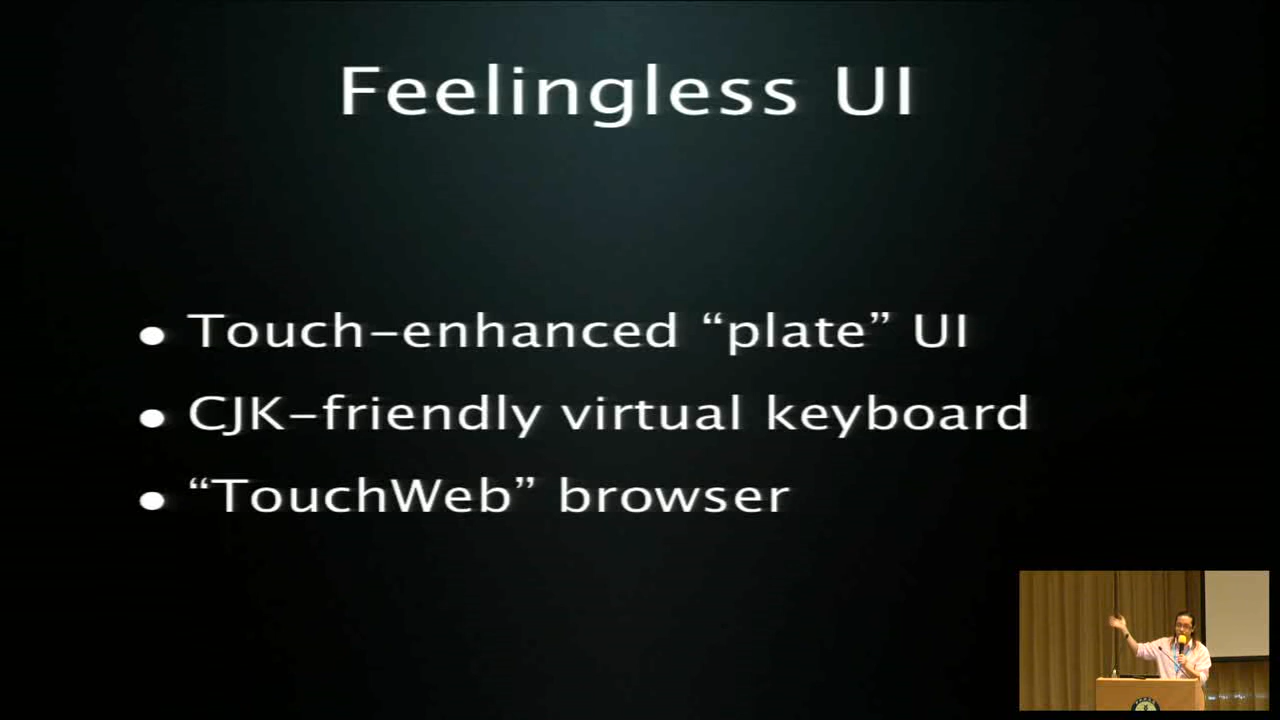 Feelingless UI
• Touch-enhanced “plate” UI
• CJK-friendly virtual keyboard
• “TouchWeb” browser